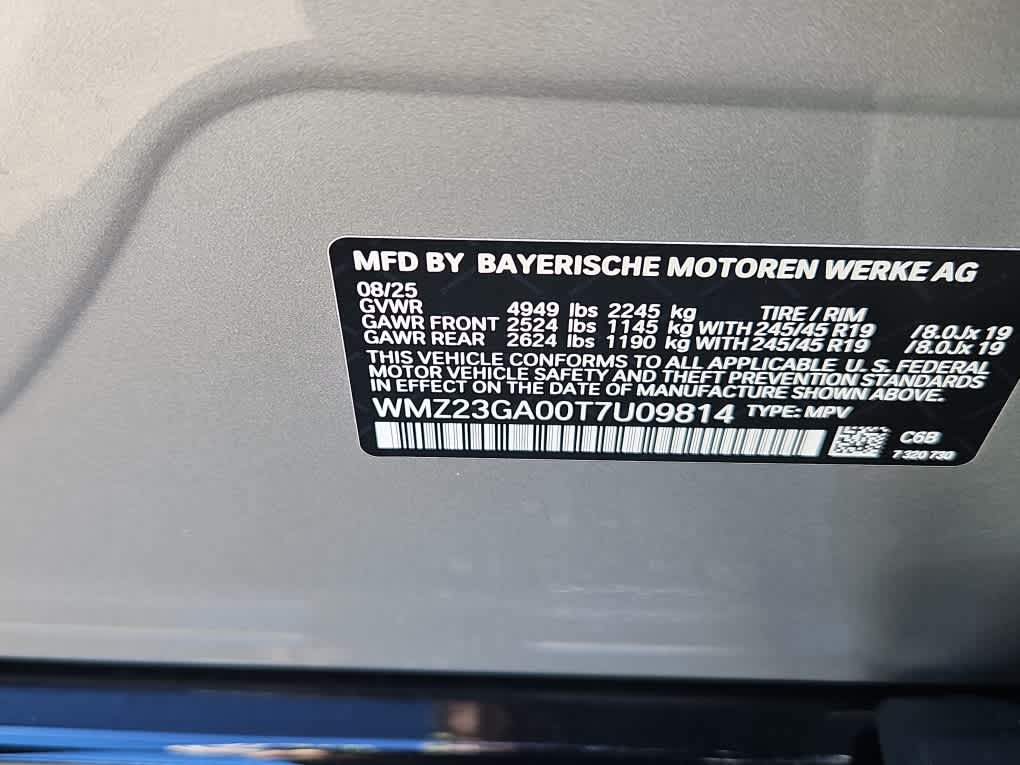 MFD BY BAYERISCHE MOTOREN WERKE AG
08/25
GVWR 4949 lbs 2245 kg TIRE / RIM
GAWR FRONT 2524 lbs 1145 kg WITH 245/45 R19 /8.0Jx 19
GAWR REAR 2624 lbs 1190 kg WITH 245/45 R19 /8.0Jx 19
THIS VEHICLE CONFORMS TO ALL APPLICABLE U. S. FEDERAL
MOTOR VEHICLE SAFETY AND THEFT PREVENTION STANDARDS
IN EFFECT ON THE DATE OF MANUFACTURE SHOWN ABOVE.
WMZ23GA00T7U09814 TYPE: MPV
C6B
7 320 730